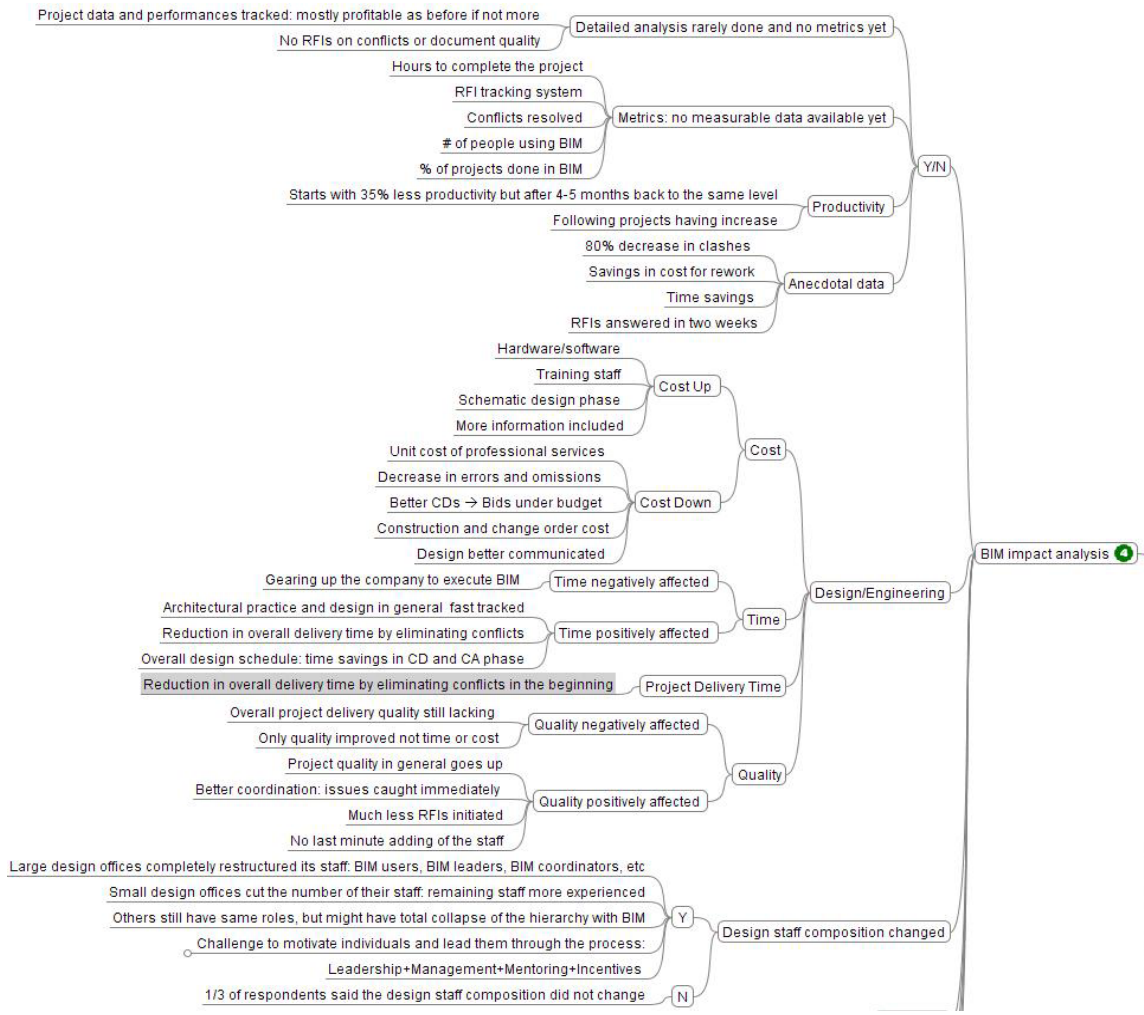 Project data and performances tracked: mostly profitable as before if not more
Detailed analysis rarely done and no metrics yet
No RFIs on conflicts or document quality
Hours to complete the project
RFI tracking system
Conflicts resolved
Metrics: no measurable data available yet
# of people using BIM
% of projects done in BIM
Y/N
Starts with 35% less productivity but after 4-5 months back to the same level
Productivity
Following projects having increase
80% decrease in clashes
Savings in cost for rework
Anecdotal data
Time savings
RFIs answered in two weeks
Hardware/software
Training staff
Cost Up
Schematic design phase
More information included
Cost
Unit cost of professional services
Decrease in errors and omissions
Better CDs → Bids under budget
Cost Down
Construction and change order cost
Design better communicated
BIM impact analysis 4
Gearing up the company to execute BIM
Time negatively affected
Design/Engineering
Architectural practice and design in general fast tracked
Time
Reduction in overall delivery time by eliminating conflicts
Time positively affected
Overall design schedule: time savings in CD and CA phase
Reduction in overall delivery time by eliminating conflicts in the beginning
Project Delivery Time
Overall project delivery quality still lacking
Quality negatively affected
Only quality improved not time or cost
Project quality in general goes up
Quality
Better coordination: issues caught immediately
Quality positively affected
Much less RFIs initiated
No last minute adding of the staff
Large design offices completely restructured its staff: BIM users, BIM leaders, BIM coordinators, etc
Small design offices cut the number of their staff: remaining staff more experienced
Others still have same roles, but might have total collapse of the hierarchy with BIM
Y
Design staff composition changed
Challenge to motivate individuals and lead them through the process:
Leadership+Management+Mentoring+Incentives
1/3 of respondents said the design staff composition did not change
N